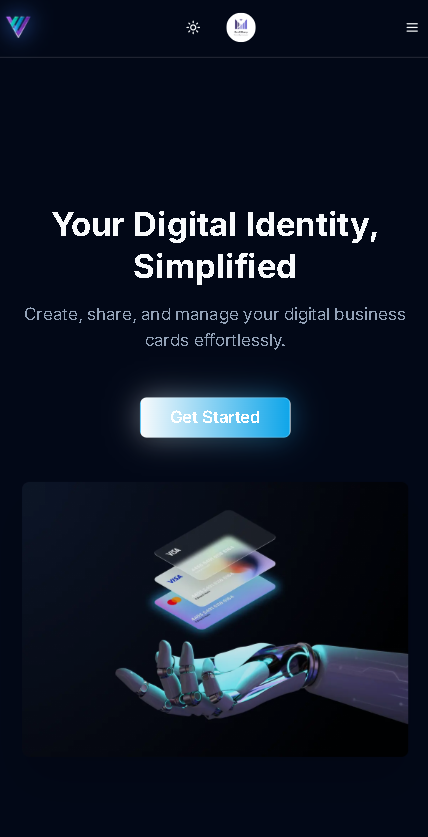 Your Digital Identity,
Simplified
Create, share, and manage your digital business
cards effortlessly.
Get Started
VISA
VISA